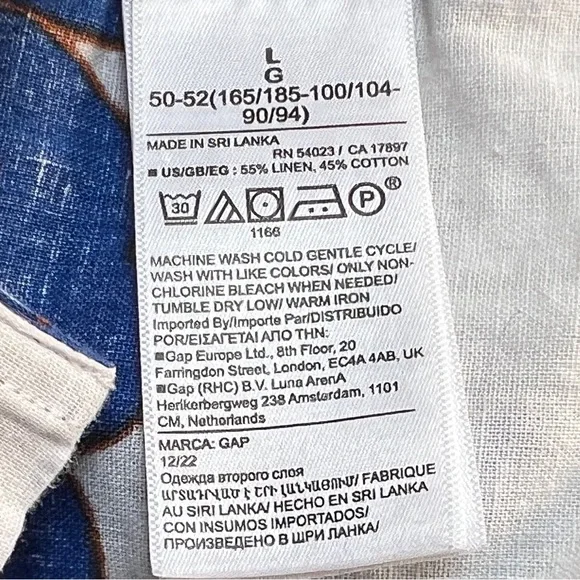 L
G
50-52(165/185-100/104-
90/94)
MADE IN SRI LANKA
RN 54023 / CA 17897
US/GB/EG : 55% LINEN, 45% COTTON
30 P ®
1166
MACHINE WASH COLD GENTLE CYCLE/
WASH WITH LIKE COLORS/ ONLY NON-
CHLORINE BLEACH WHEN NEEDED/
TUMBLE DRY LOW/ WARM IRON
Imported By/Importe Par/DISTRIBUIDO
POR/ΕΙΣΑΓΕΤΑΙ ΑΠΟ ΤΗΝ:
Gap Europe Ltd., 8th Floor, 20
Farringdon Street, London, EC4A 4AB, UK
Gap (RHC) B.V. Luna ArenA
Herikerbergweg 238 Amsterdam, 1101
CM, Netherlands
MARCA: GAP
12/22
Одежда второго слоя
ԱՐՏԱԴՐՎԱԾ Է ՇՐԻ ԼԱՆԿԱՅՈՒՄ/ FABRIQUE
AU SRI LANKA/ HECHO EN SRI LANKA
CON INSUMOS IMPORTADOS/
ПРОИЗВЕДЕНО В ШРИ ЛАНКА/